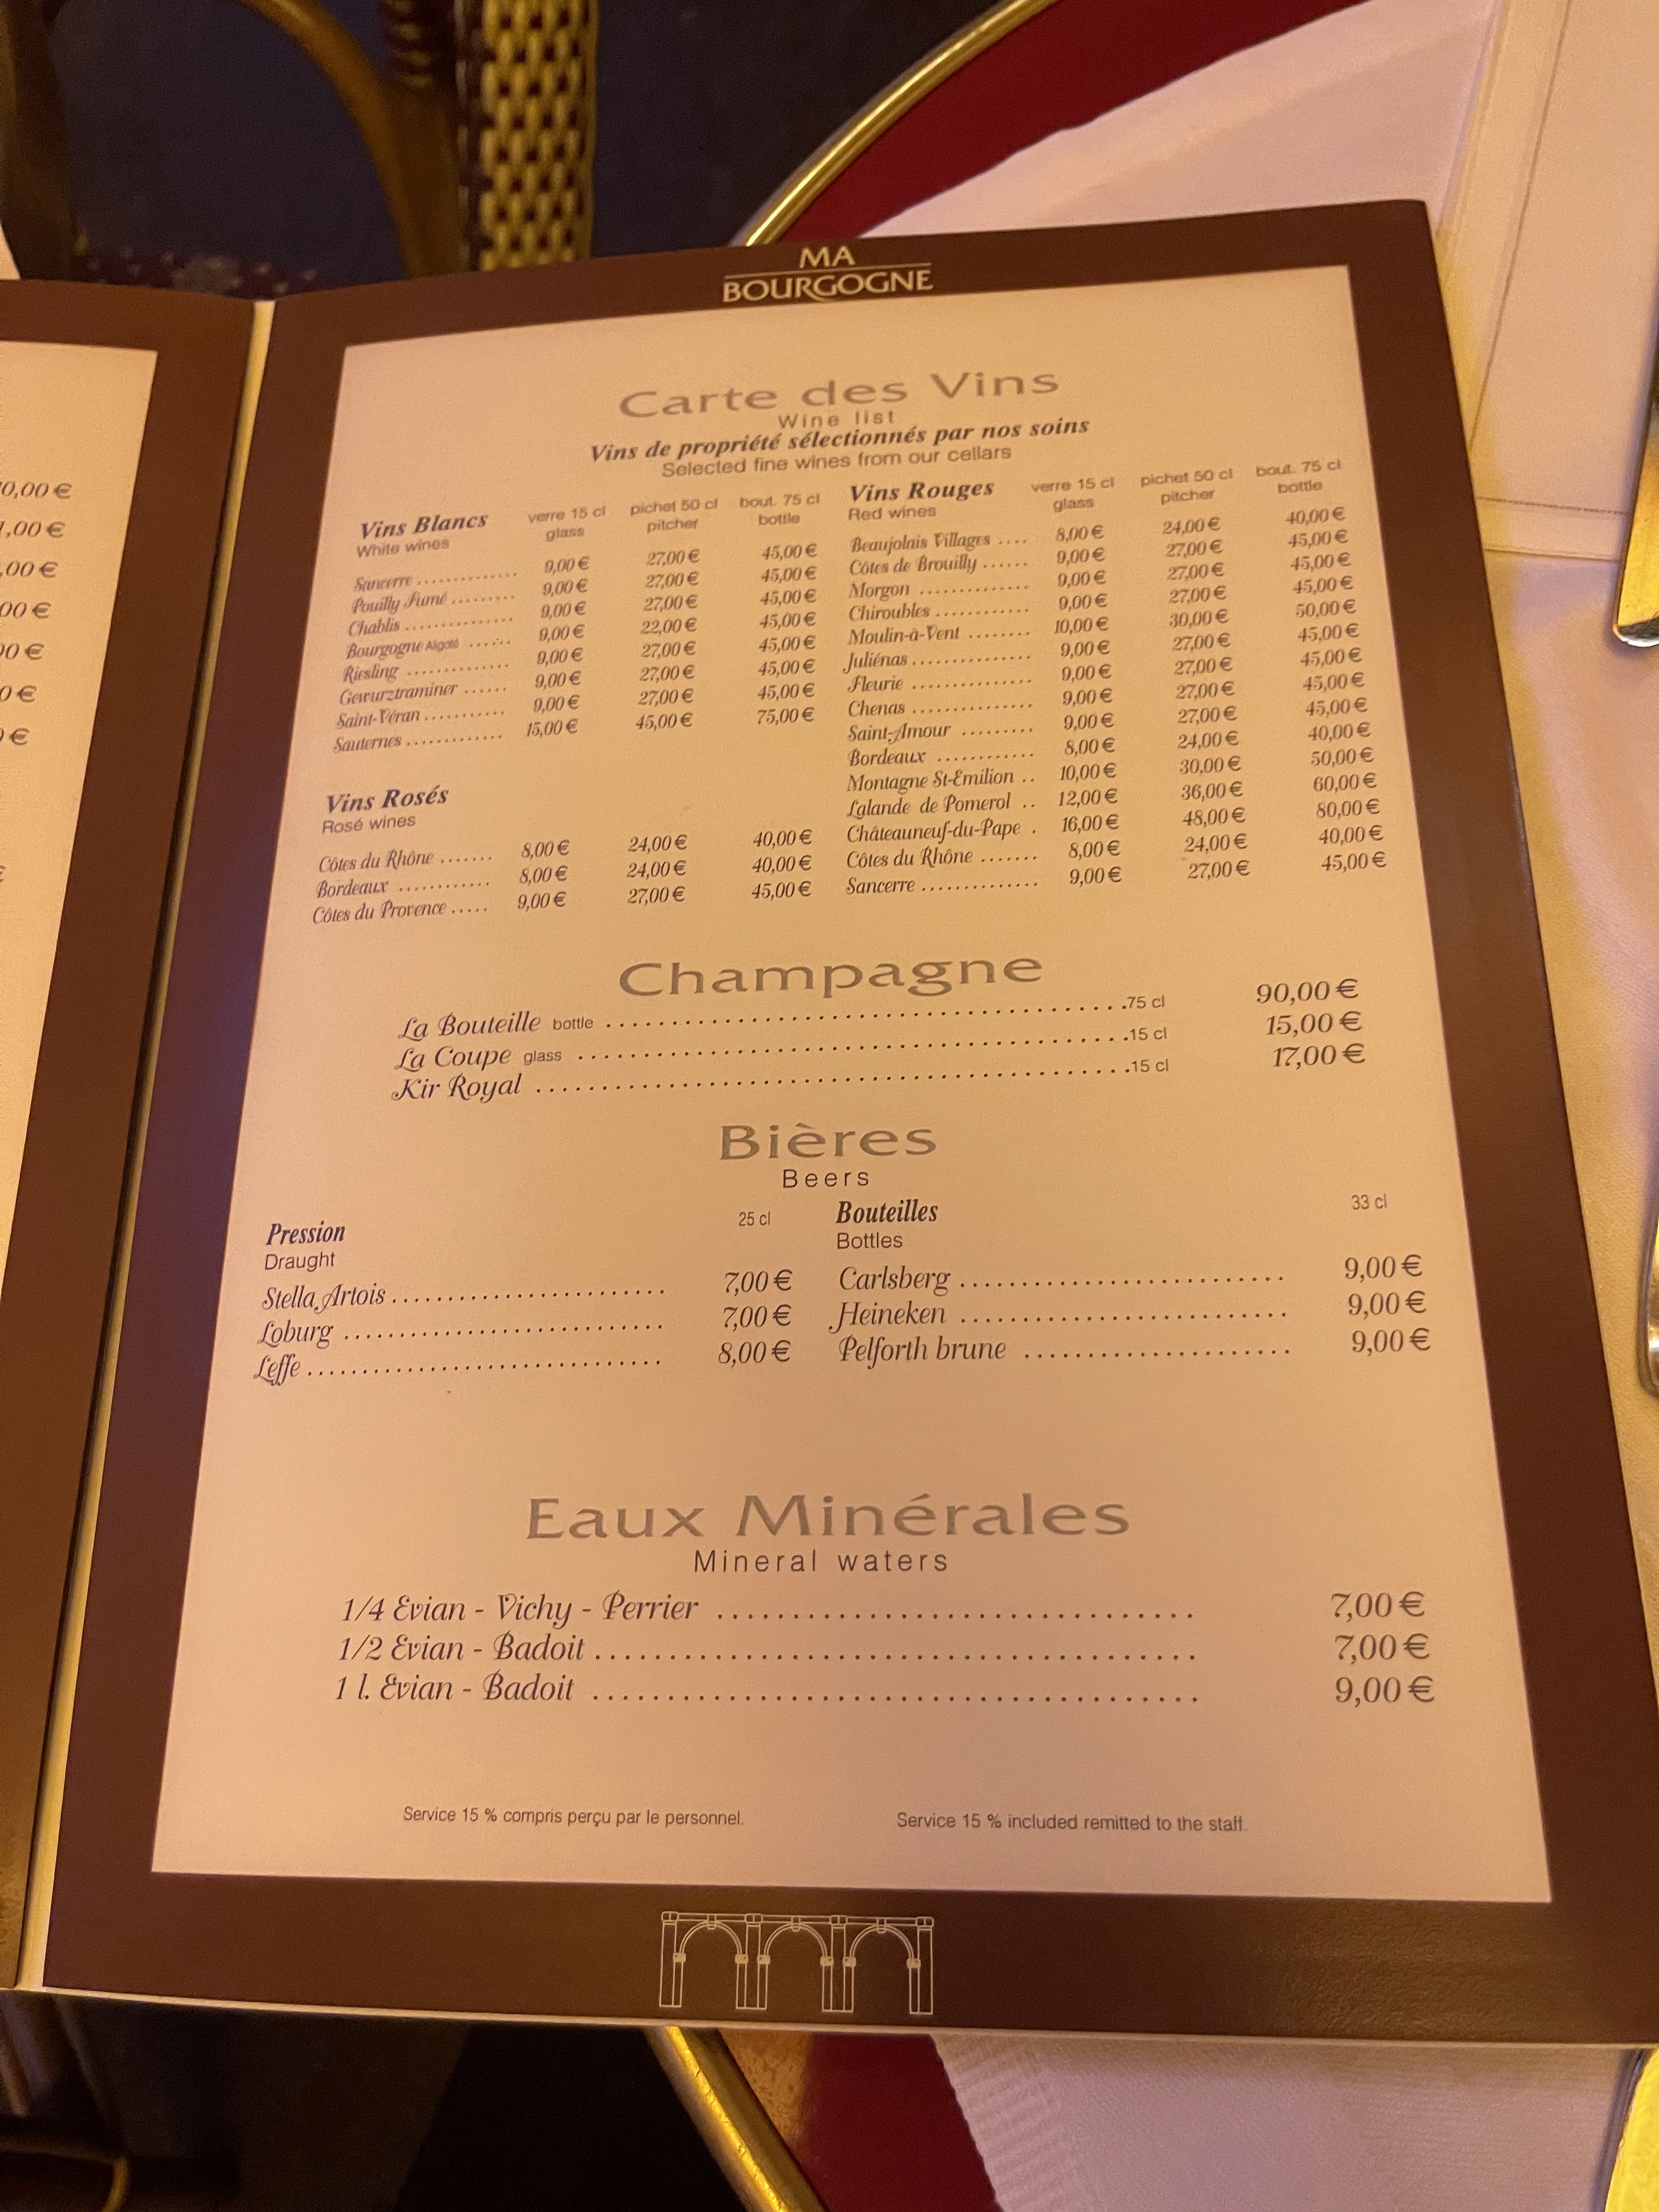 MA
BOURGOGNE
Carte des Vins
Wine list
Vins de propriété sélectionnés par nos soins
Selected fine wines from our cellars
Vins Blancs verre 15 cl pichet 50 cl bout. 75 cl
White wines glass pitcher bottle
Sancerre ............. 9,00 € 27,00 € 45,00 €
Pouilly Fumé ......... 9,00 € 27,00 € 45,00 €
Chablis ............... 9,00 € 27,00 € 45,00 €
Bourgogne Aligoté ...... 9,00 € 22,00 € 45,00 €
Riesling .............. 9,00 € 27,00 € 45,00 €
Gewurztraminer ...... 9,00 € 27,00 € 45,00 €
Saint-Véran ........... 9,00 € 27,00 € 45,00 €
Sauternes ............. 15,00 € 45,00 € 75,00 €
Vins Rosés
Rosé wines
Côtes du Rhône ....... 8,00 € 24,00 € 40,00 €
Bordeaux ............ 8,00 € 24,00 € 40,00 €
Côtes du Provence ..... 9,00 € 27,00 € 45,00 €
Vins Rouges verre 15 cl pichet 50 cl bout. 75 cl
Red wines glass pitcher bottle
Beaujolais Villages .... 8,00 € 24,00 € 40,00 €
Côtes de Brouilly ...... 9,00 € 27,00 € 45,00 €
Morgon ............... 9,00 € 27,00 € 45,00 €
Chiroubles ............ 9,00 € 27,00 € 45,00 €
Moulin-à-Vent ........ 10,00 € 30,00 € 50,00 €
Juliénas ............... 9,00 € 27,00 € 45,00 €
Fleurie ............... 9,00 € 27,00 € 45,00 €
Chenas ............... 9,00 € 27,00 € 45,00 €
Saint-Amour ......... 9,00 € 27,00 € 45,00 €
Bordeaux ............ 8,00 € 24,00 € 40,00 €
Montagne St-Emilion .. 10,00 € 30,00 € 50,00 €
Lalande de Pomerol .. 12,00 € 36,00 € 60,00 €
Châteauneuf-du-Pape . 16,00 € 48,00 € 80,00 €
Côtes du Rhône ....... 8,00 € 24,00 € 40,00 €
Sancerre .............. 9,00 € 27,00 € 45,00 €
Champagne
La Bouteille bottle ........................................ 75 cl 90,00 €
La Coupe glass ........................................ 15 cl 15,00 €
Kir Royal ........................................ 15 cl 17,00 €
Bières
Beers
Pression 25 cl
Draught
Stella Artois ........................... 7,00 €
Loburg ................................ 7,00 €
Leffe .................................. 8,00 €
Bouteilles 33 cl
Bottles
Carlsberg .............................. 9,00 €
Heineken .............................. 9,00 €
Pelforth brune ........................ 9,00 €
Eaux Minérales
Mineral waters
1/4 Evian - Vichy - Perrier ................................ 7,00 €
1/2 Evian - Badoit ........................................ 7,00 €
1 l. Evian - Badoit ........................................ 9,00 €
Service 15 % compris perçu par le personnel. Service 15 % included remitted to the staff.